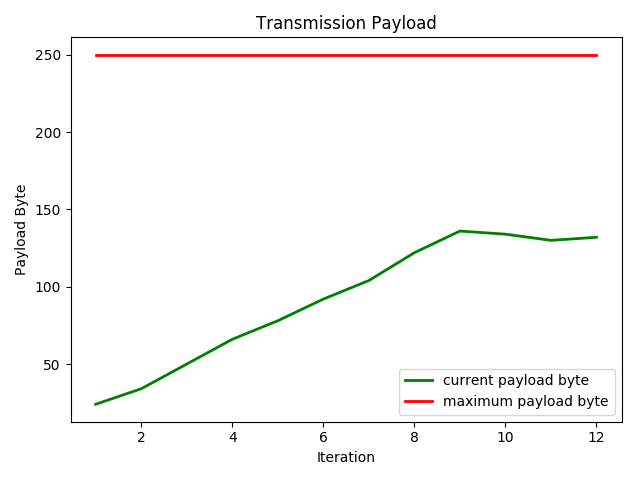 Transmission Payload
250
200
150
100
50
Payload Byte
current payload byte
maximum payload byte
2 4 6 8 10 12
Iteration